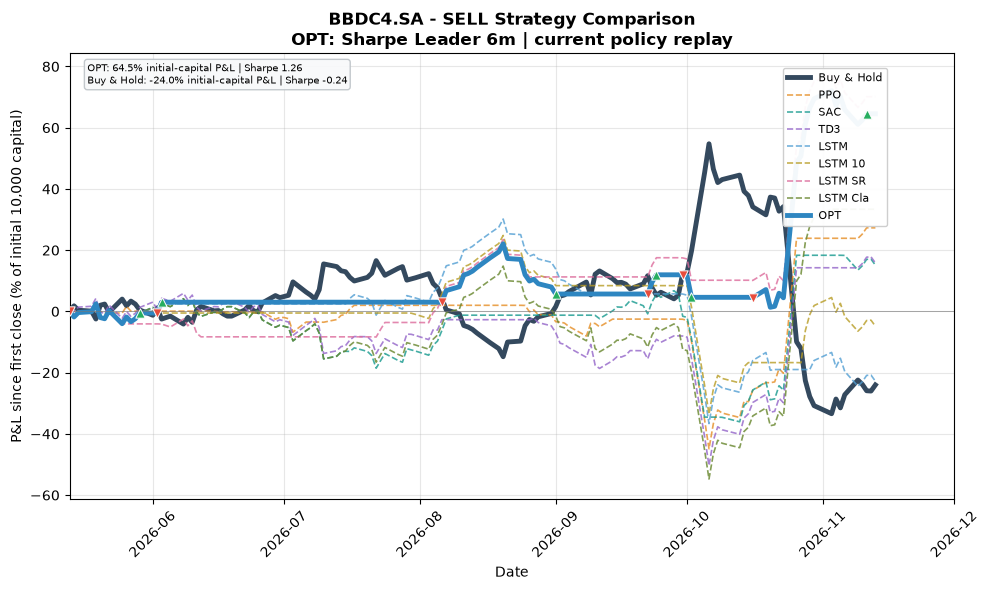 BBDC4.SA - SELL Strategy Comparison
OPT: Sharpe Leader 6m | current policy replay
OPT: 64.5% initial-capital P&L | Sharpe 1.26
Buy & Hold: -24.0% initial-capital P&L | Sharpe -0.24
Buy & Hold
PPO
SAC
TD3
LSTM
LSTM 10
LSTM SR
LSTM Cla
OPT
P&L since first close (% of initial 10,000 capital)
80
60
40
20
0
−20
−40
−60
2026-06
2026-07
2026-08
2026-09
2026-10
2026-11
2026-12
Date